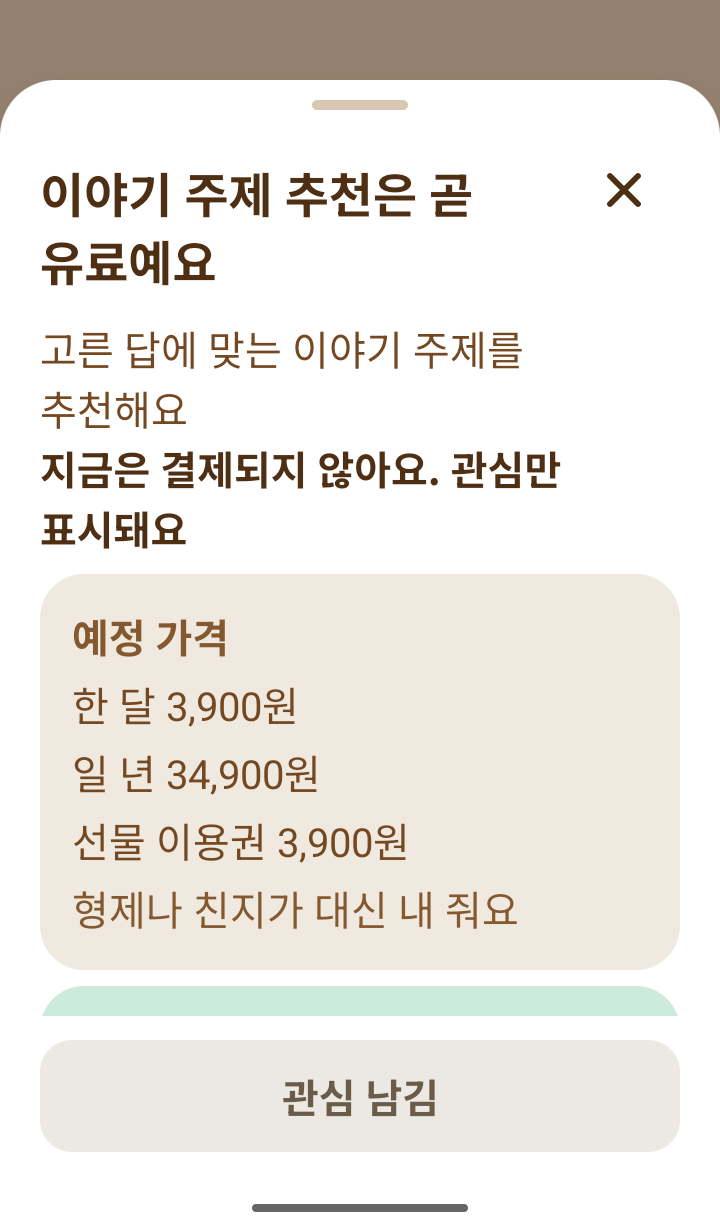 이야기 주제 추천은 곧
유료예요
고른 답에 맞는 이야기 주제를
추천해요
지금은 결제되지 않아요. 관심만
표시돼요
예정 가격
한 달 3,900원
일 년 34,900원
선물 이용권 3,900원
형제나 친지가 대신 내 줘요
관심 남김